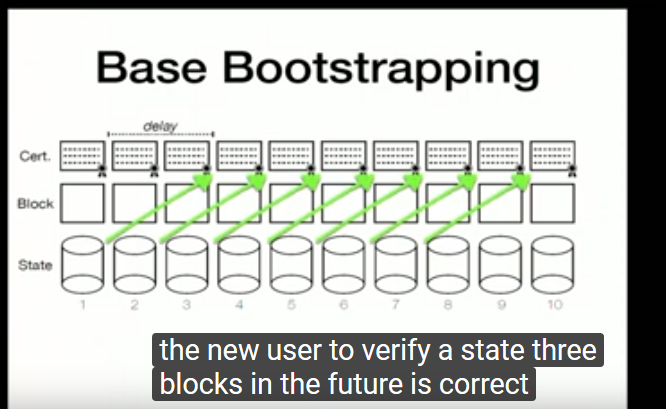 Base Bootstrapping
delay
Cert.
Block
State
1 2 3 4 5 6 7 8 9 10
the new user to verify a state three
blocks in the future is correct